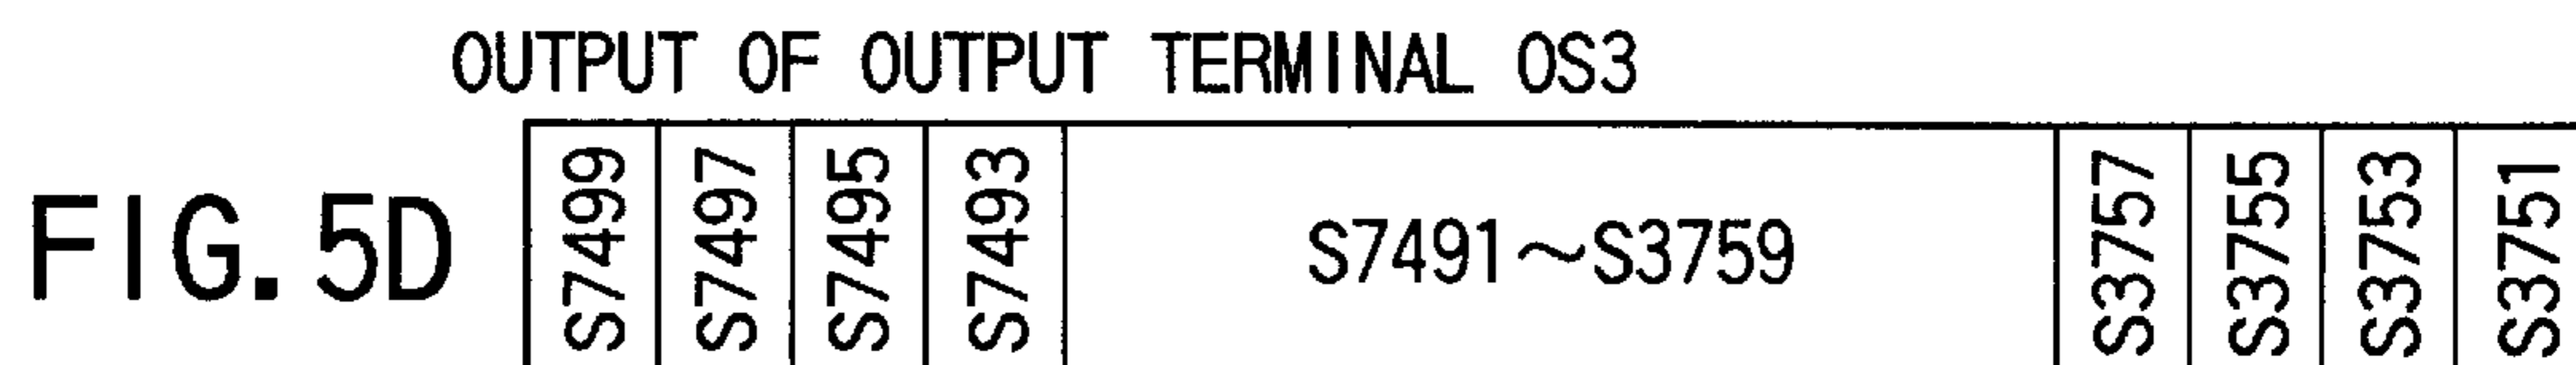 OUTPUT OF OUTPUT TERMINAL OS3
FIG. 5D
S7499
S7497
S7495
S7493
S7491~S3759
S3757
S3755
S3753
S3751